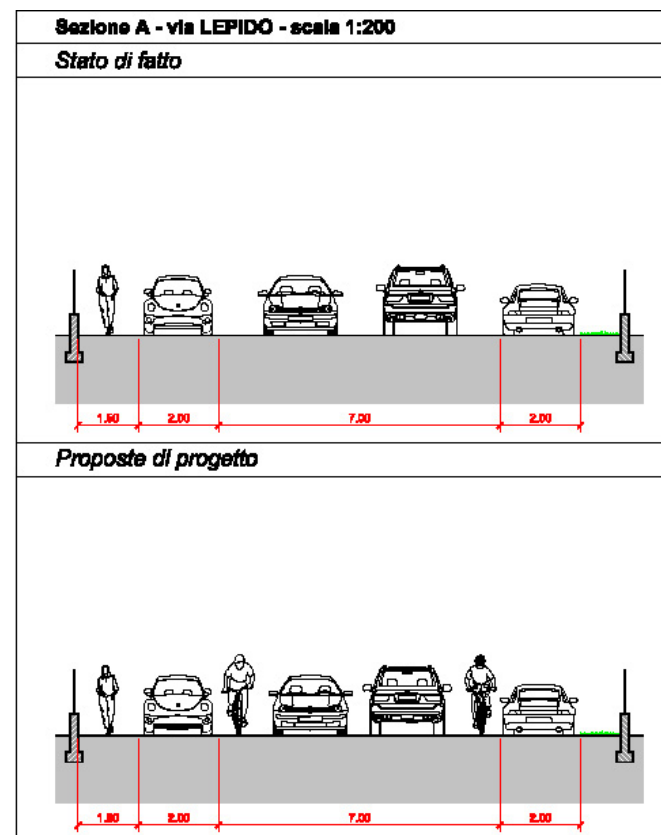 Sezione A - via LEPIDO - scala 1:200
Stato di fatto
1.50 2.00 7.00 2.00
Proposte di progetto
1.50 2.00 7.00 2.00